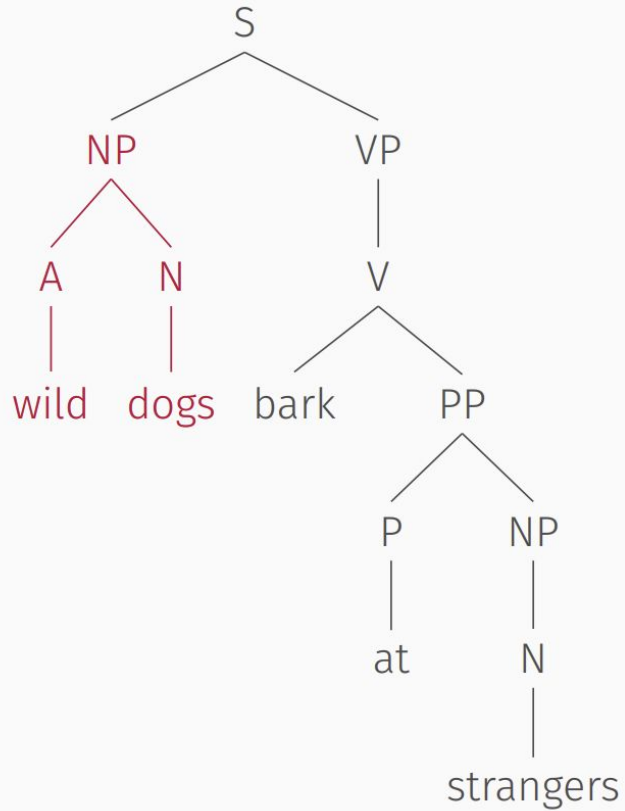 S
NP VP
A N V
wild dogs bark PP
P NP
at N
strangers